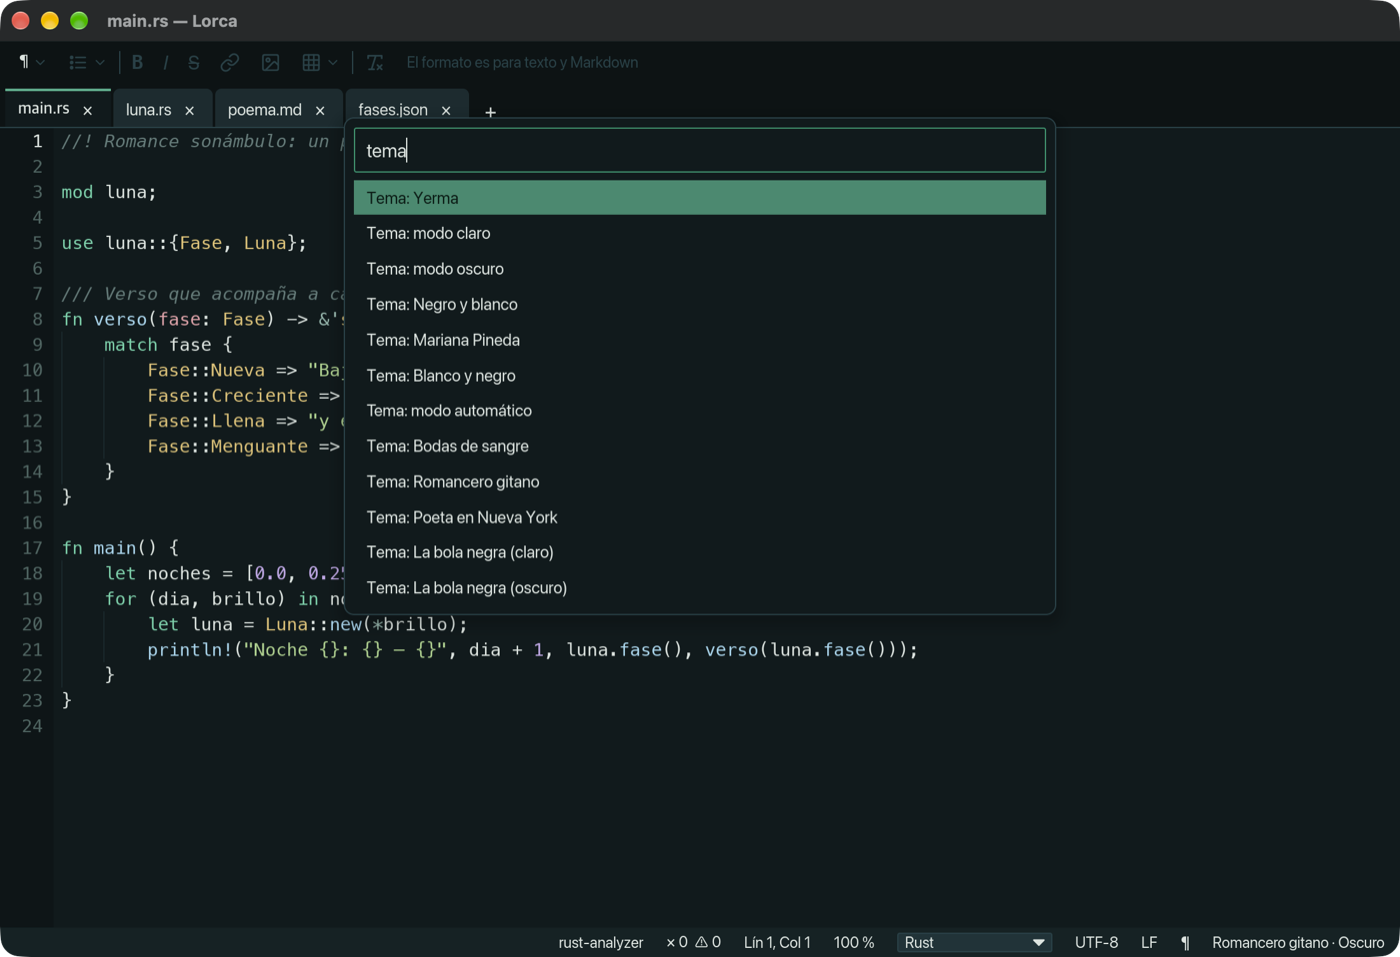 main.rs — Lorca
¶ B I S El formato es para texto y Markdown
main.rs × luna.rs × poema.md × fases.json × +
tema
Tema: Yerma
Tema: modo claro
Tema: modo oscuro
Tema: Negro y blanco
Tema: Mariana Pineda
Tema: Blanco y negro
Tema: modo automático
Tema: Bodas de sangre
Tema: Romancero gitano
Tema: Poeta en Nueva York
Tema: La bola negra (claro)
Tema: La bola negra (oscuro)
1 //! Romance sonámbulo: un
2
3 mod luna;
4
5 use luna::{Fase, Luna};
6
7 /// Verso que acompaña a
8 fn verso(fase: Fase) -> &'
9 match fase {
10 Fase::Nueva => "Ba
11 Fase::Creciente =>
12 Fase::Llena => "y
13 Fase::Menguante =>
14 }
15 }
16
17 fn main() {
18 let noches = [0.0, 0.25
19 for (dia, brillo) in
20 let luna = Luna::new(*brillo);
21 println!("Noche {}: {} — {}", dia + 1, luna.fase(), verso(luna.fase()));
22 }
23 }
24
rust-analyzer × 0 ⚠ 0 Lín 1, Col 1 100 % Rust UTF-8 LF ¶ Romancero gitano · Oscuro